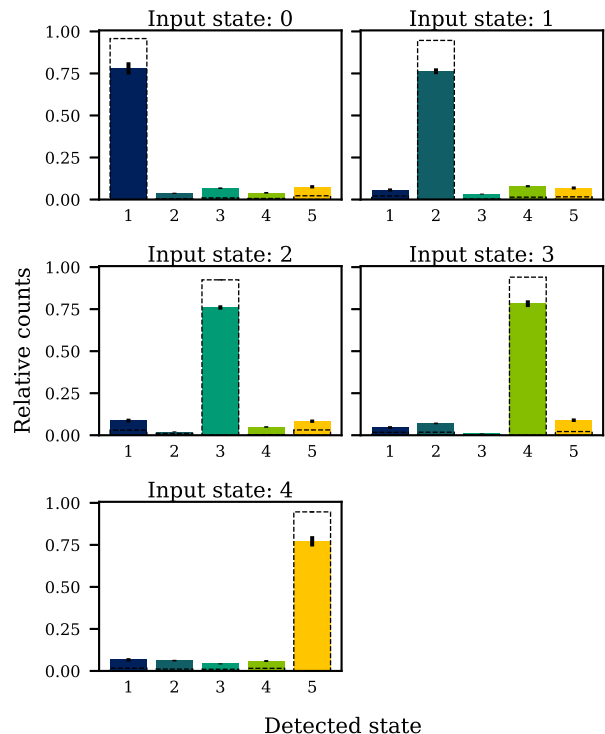 Input state: 0
Input state: 1
1.00
0.75
0.50
0.25
0.00
1 2 3 4 5
1 2 3 4 5
Input state: 2
Input state: 3
1.00
0.75
0.50
0.25
0.00
1 2 3 4 5
1 2 3 4 5
Relative counts
Input state: 4
1.00
0.75
0.50
0.25
0.00
1 2 3 4 5
Detected state